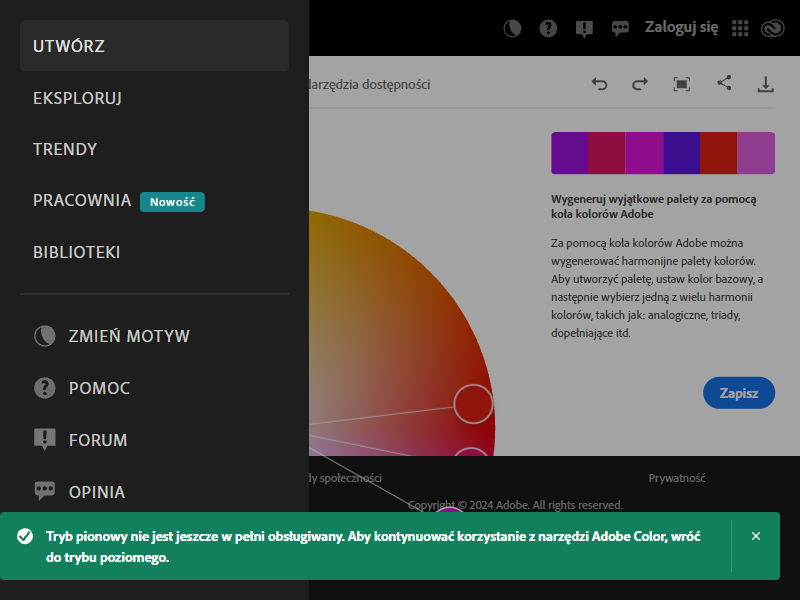 UTWÓRZ
EKSPLORUJ
TRENDY
PRACOWNIA Nowość
BIBLIOTEKI
ZMIEŃ MOTYW
POMOC
FORUM
OPINIA
Zaloguj się
dostępności
Wygeneruj wyjątkowe palety za pomocą
koła kolorów Adobe
Za pomocą koła kolorów Adobe można
wygenerować harmonijne palety kolorów.
Aby utworzyć paletę, ustaw kolor bazowy, a
następnie wybierz jedną z wielu harmonii
kolorów, takich jak: analogiczne, triady,
dopełniające itd.
Zapisz
społeczności
Prywatność
Copyright © 2024 Adobe. All rights reserved.
Tryb pionowy nie jest jeszcze w pełni obsługiwany. Aby kontynuować korzystanie z narzędzi Adobe Color, wróć
do trybu poziomego.